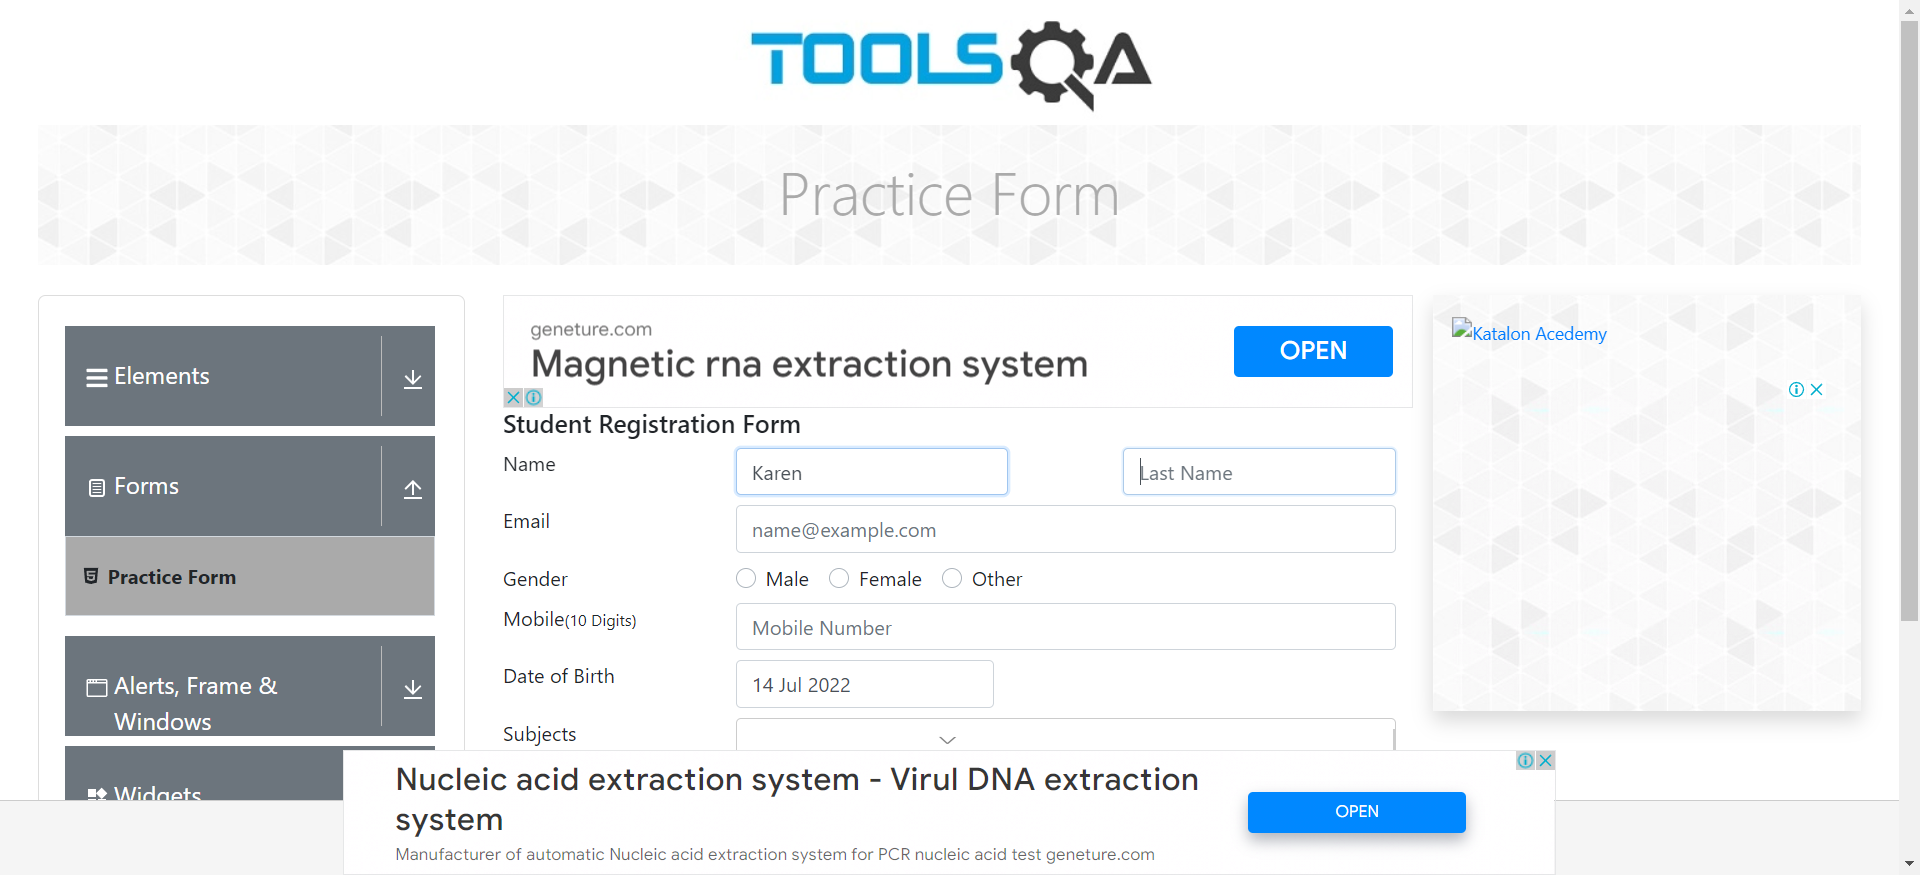 TOOLSQA
Practice Form
Elements
Forms
Practice Form
Alerts, Frame &
Windows
Widgets
geneture.com
Magnetic rna extraction system
OPEN
Student Registration Form
Name
Karen
Last Name
Email
name@example.com
Gender
Male
Female
Other
Mobile(10 Digits)
Mobile Number
Date of Birth
14 Jul 2022
Subjects
Katalon Acedemy
Nucleic acid extraction system - Virul DNA extraction
system
Manufacturer of automatic Nucleic acid extraction system for PCR nucleic acid test geneture.com
OPEN